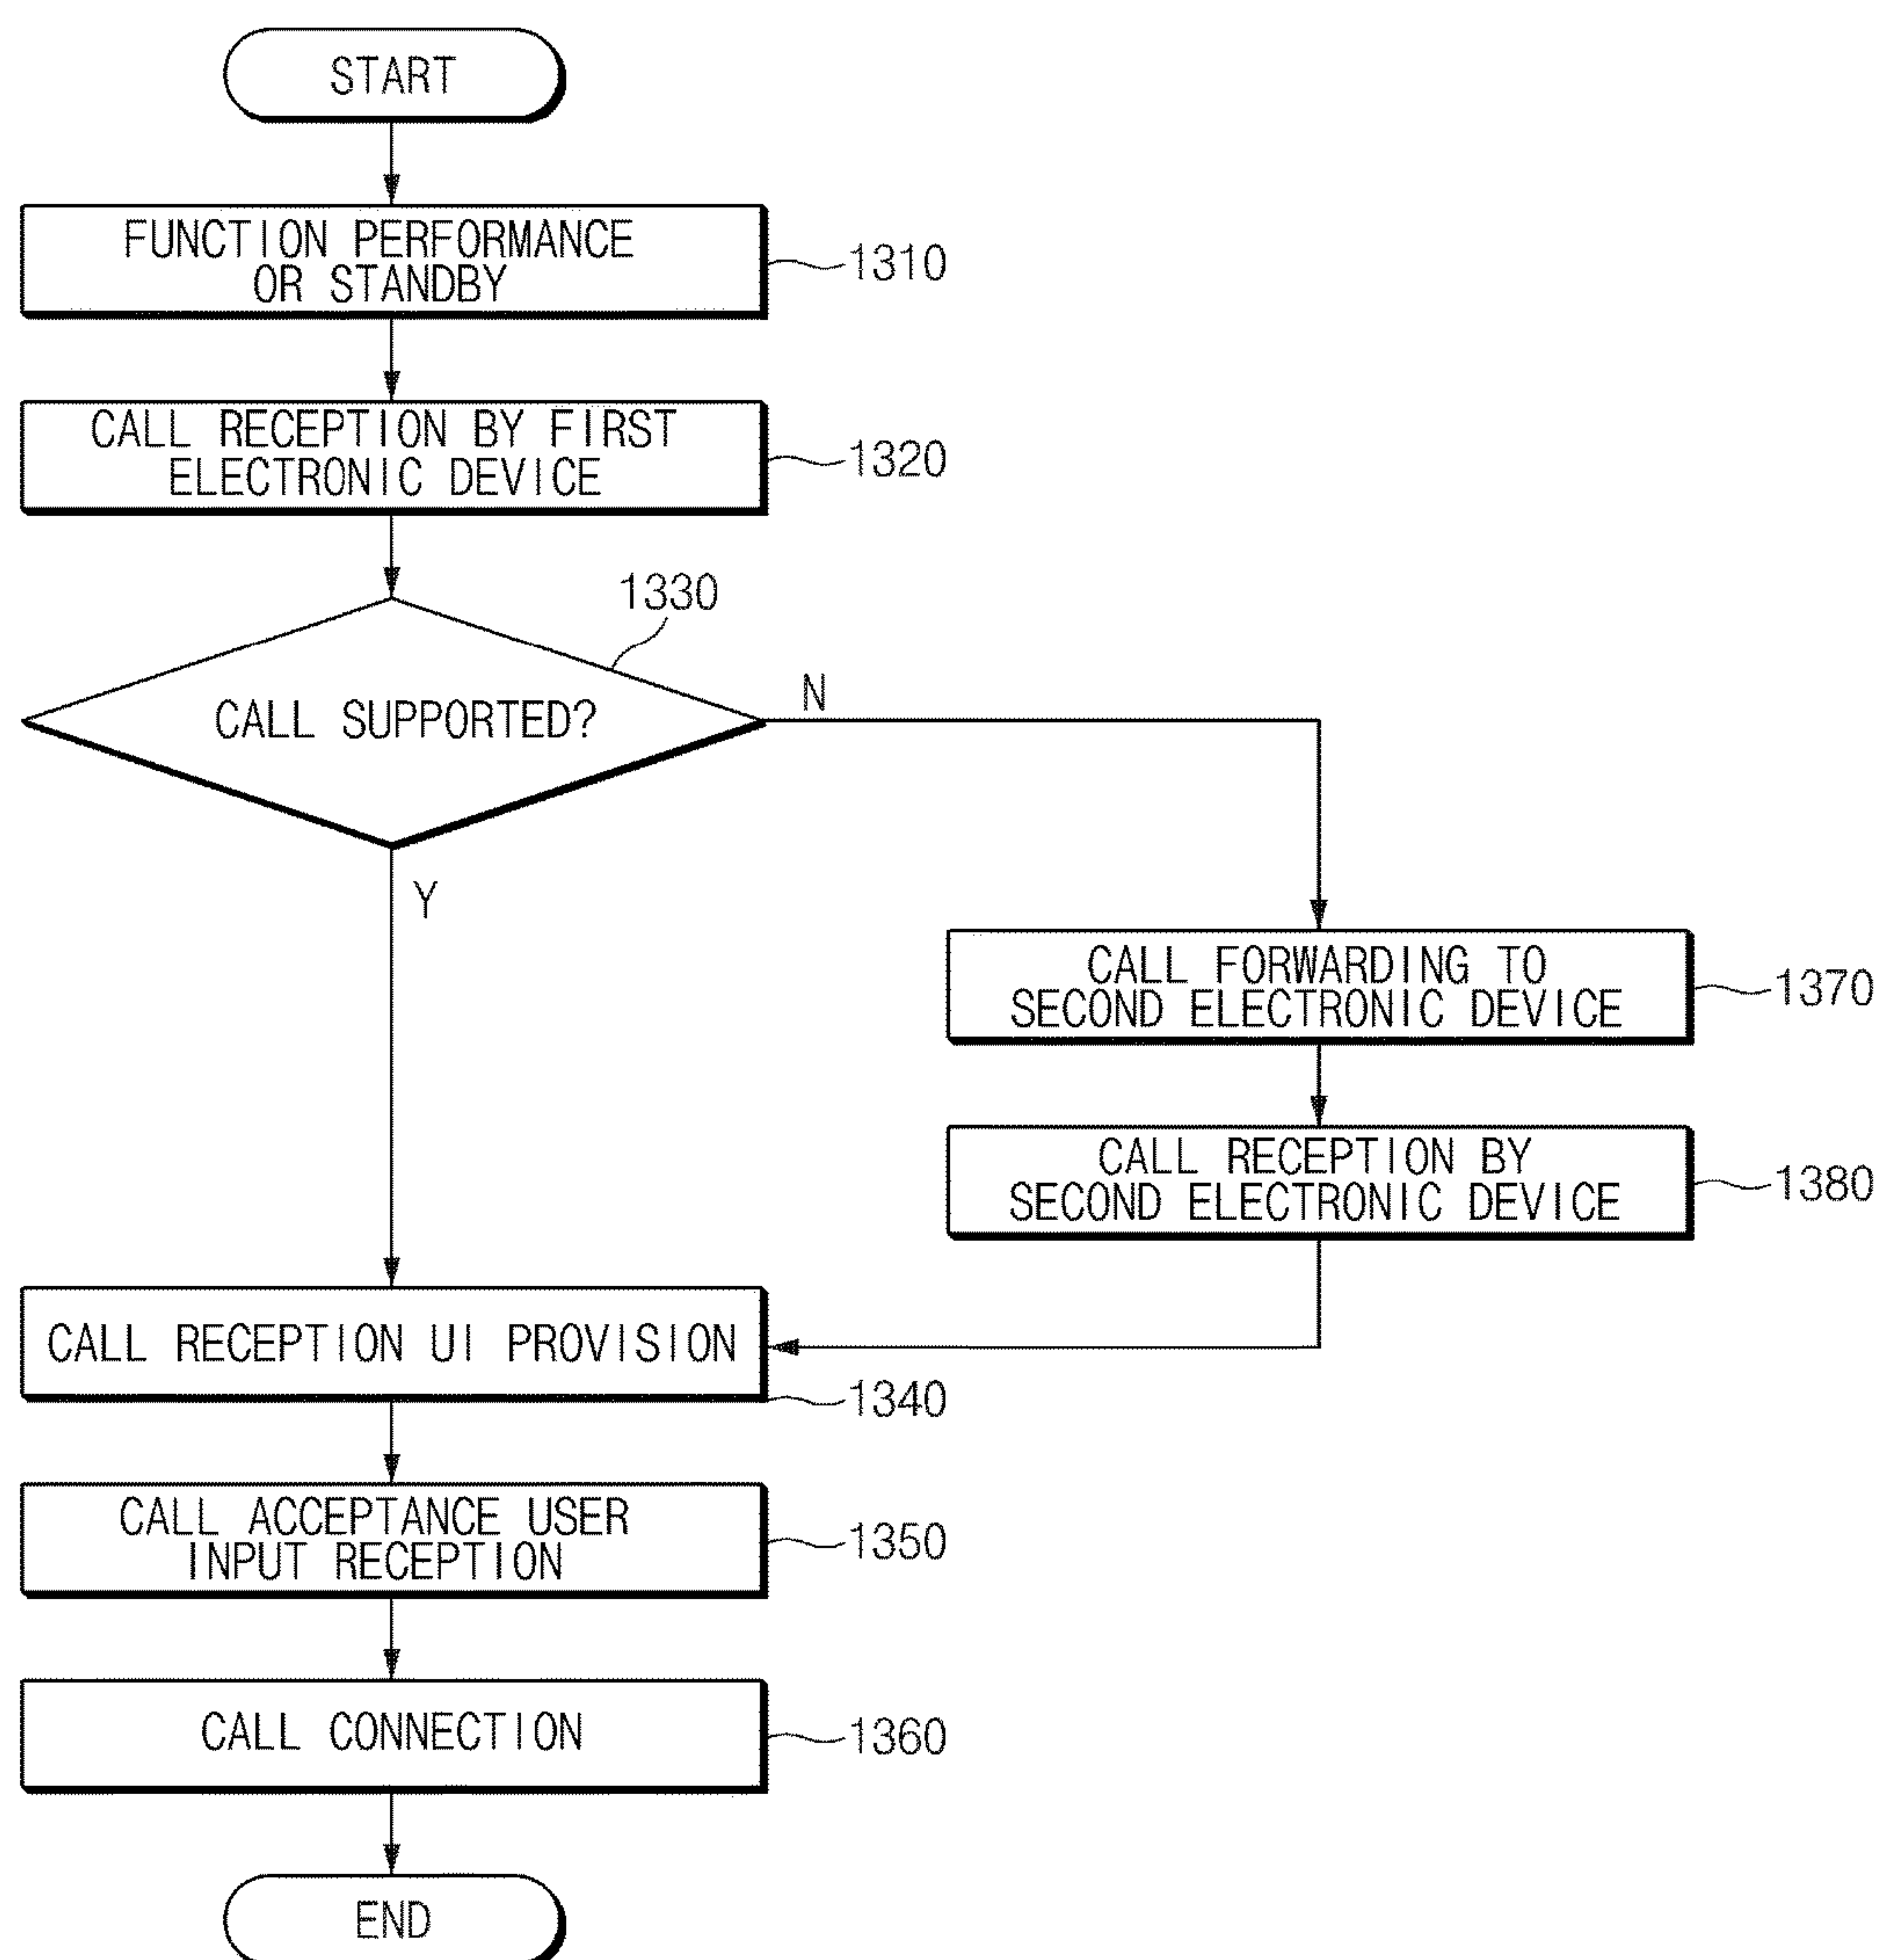 START
FUNCTION PERFORMANCE
OR STANDBY
1310
CALL RECEPTION BY FIRST
ELECTRONIC DEVICE
1320
1330
CALL SUPPORTED?
N
Y
CALL FORWARDING TO
SECOND ELECTRONIC DEVICE
1370
CALL RECEPTION BY
SECOND ELECTRONIC DEVICE
1380
CALL RECEPTION UI PROVISION
1340
CALL ACCEPTANCE USER
INPUT RECEPTION
1350
CALL CONNECTION
1360
END